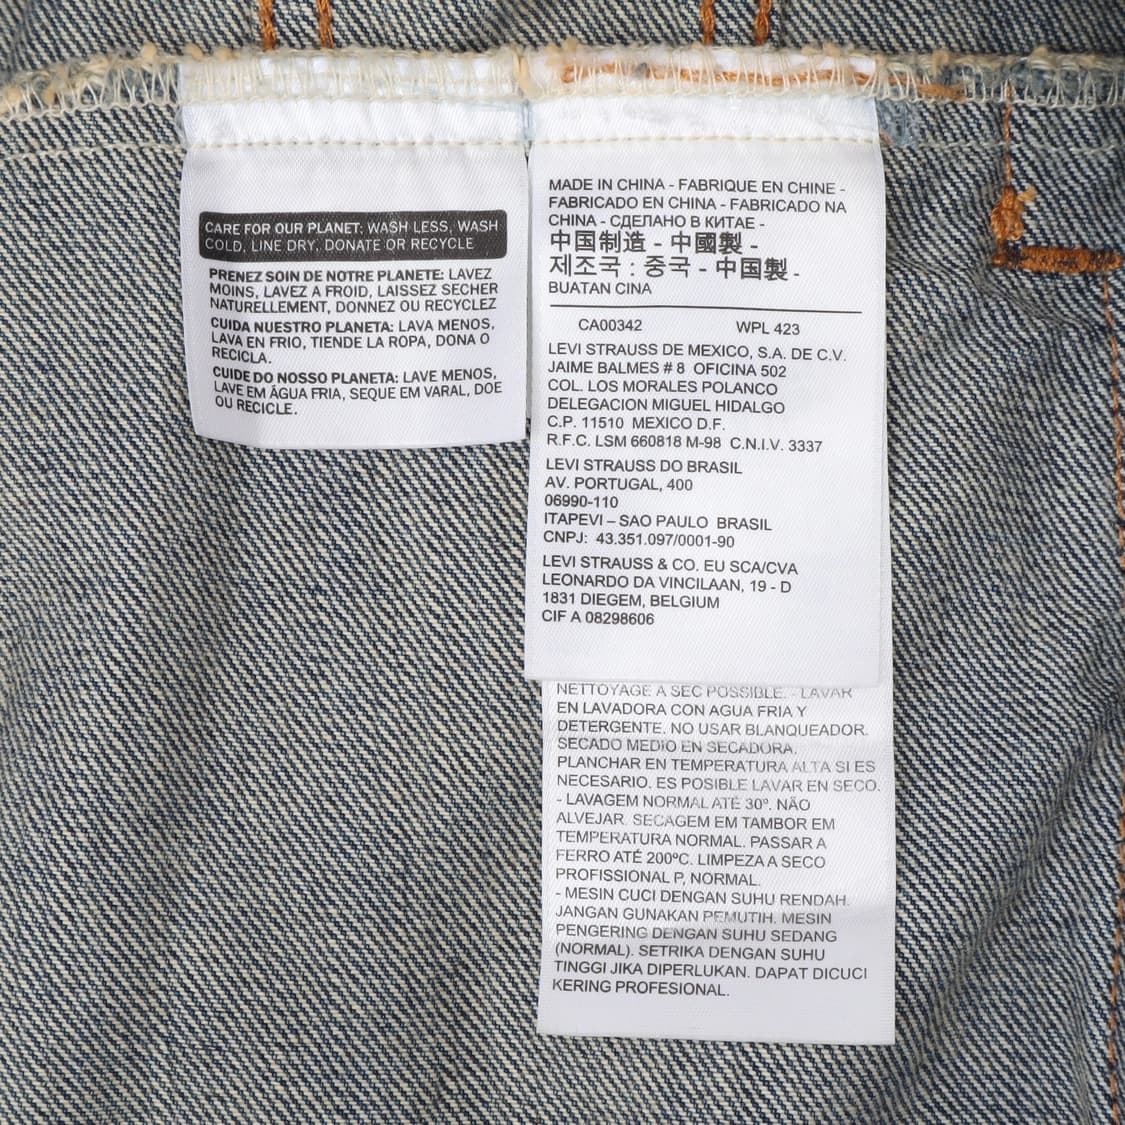 CARE FOR OUR PLANET: WASH LESS, WASH
COLD, LINE DRY, DONATE OR RECYCLE
PRENEZ SOIN DE NOTRE PLANETE: LAVEZ
MOINS, LAVEZ A FROID, LAISSEZ SECHER
NATURELLEMENT, DONNEZ OU RECYCLEZ
CUIDA NUESTRO PLANETA: LAVA MENOS,
LAVA EN FRIO, TIENDE LA ROPA, DONA O
RECICLA.
CUIDE DO NOSSO PLANETA: LAVE MENOS,
LAVE EM ÁGUA FRIA, SEQUE EM VARAL, DOE
OU RECICLE.
MADE IN CHINA - FABRIQUE EN CHINE -
FABRICADO EN CHINA - FABRICADO NA
CHINA - СДЕЛАНО В КИТАЕ -
中国制造 - 中國製 -
제조국 : 중국 - 中国製 -
BUATAN CINA
CA00342 WPL 423
LEVI STRAUSS DE MEXICO, S.A. DE C.V.
JAIME BALMES # 8 OFICINA 502
COL. LOS MORALES POLANCO
DELEGACION MIGUEL HIDALGO
C.P. 11510 MEXICO D.F.
R.F.C. LSM 660818 M-98 C.N.I.V. 3337
LEVI STRAUSS DO BRASIL
AV. PORTUGAL, 400
06990-110
ITAPEVI – SAO PAULO BRASIL
CNPJ: 43.351.097/0001-90
LEVI STRAUSS & CO. EU SCA/CVA
LEONARDO DA VINCILAAN, 19 - D
1831 DIEGEM, BELGIUM
CIF A 08298606
NETTOYAGE A SEC POSSIBLE. - LAVAR
EN LAVADORA CON AGUA FRIA Y
DETERGENTE. NO USAR BLANQUEADOR.
SECADO MEDIO EN SECADORA.
PLANCHAR EN TEMPERATURA ALTA SI ES
NECESARIO. ES POSIBLE LAVAR EN SECO.
- LAVAGEM NORMAL ATÉ 30º. NÃO
ALVEJAR. SECAGEM EM TAMBOR EM
TEMPERATURA NORMAL. PASSAR A
FERRO ATÉ 200ºC. LIMPEZA A SECO
PROFISSIONAL P, NORMAL.
- MESIN CUCI DENGAN SUHU RENDAH.
JANGAN GUNAKAN PEMUTIH. MESIN
PENGERING DENGAN SUHU SEDANG
(NORMAL). SETRIKA DENGAN SUHU
TINGGI JIKA DIPERLUKAN. DAPAT DICUCI
KERING PROFESIONAL.